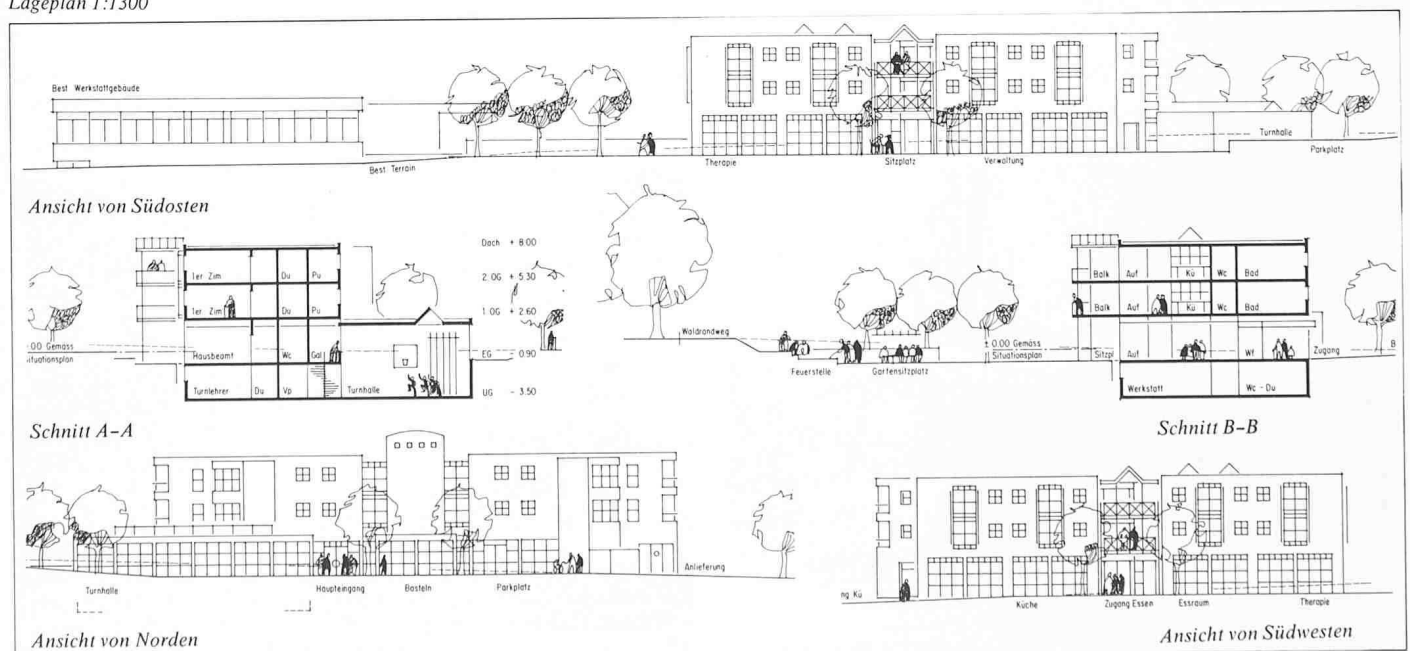 Lageplan 1:1300
Best. Werkstattgebäude
Best. Terrain
Therapie
Sitzplatz
Verwaltung
Turnhalle
Parkplatz
Ansicht von Südosten
1er Zim
Du
Pu
1er Zim
Du
Pu
Hausbeamt
Wc
Gal
Turnlehrer
Du
Vp
Turnhalle
.00 Gemäss
ituationsplan
Dach + 8.00
2. OG + 5.30
1. OG + 2.60
EG 0.90
UG - 3.50
Schnitt A–A
Waldrandweg
Feuerstelle
Gartensitzplatz
± 0.00 Gemäss
Situationsplan
Balk
Auf
Kü
Wc
Bad
Balk
Auf
Kü
Wc
Bad
Sitzpl
Auf
Wf
Zugang
B
Werkstatt
Wc - Du
Schnitt B–B
Turnhalle
Haupteingang
Basteln
Parkplatz
Anlieferung
Ansicht von Norden
ng Kü
Küche
Zugang Essen
Essraum
Therapie
Ansicht von Südwesten